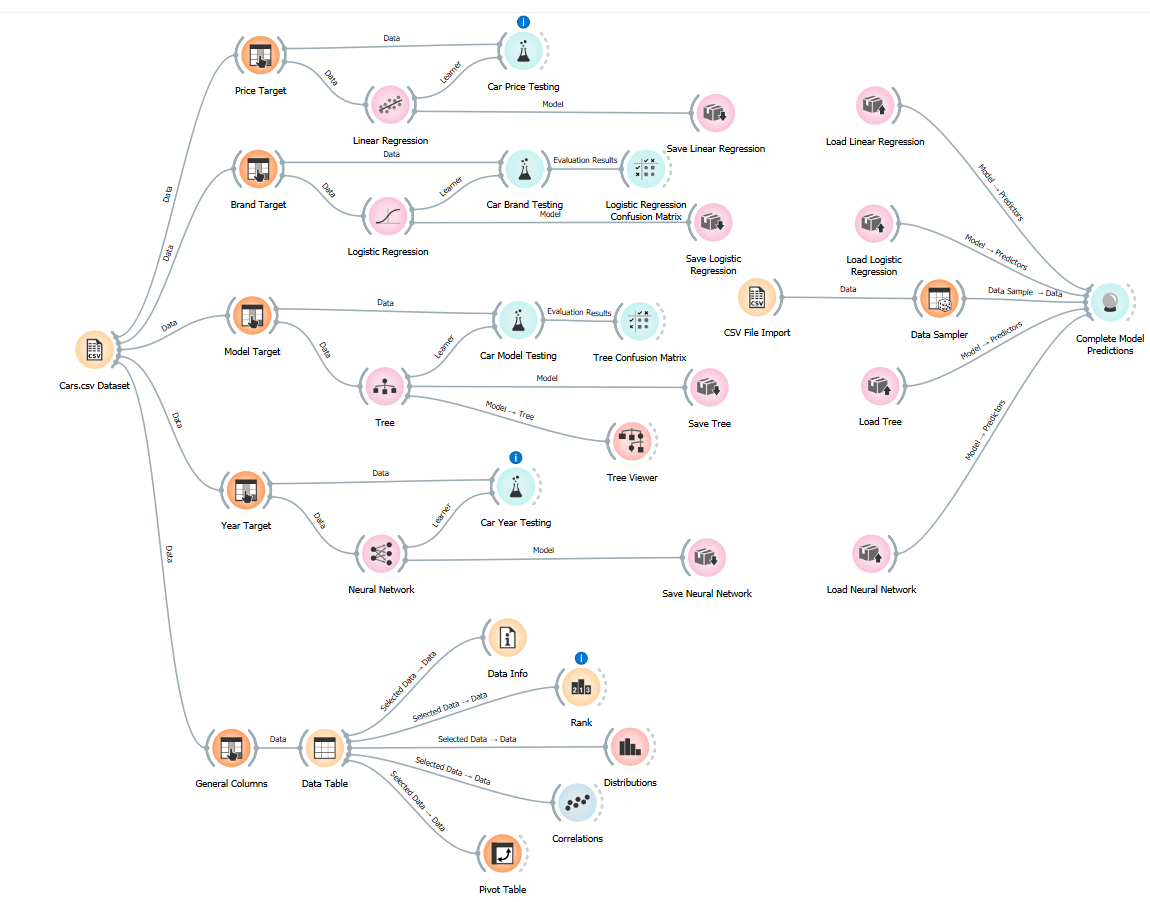 Data
Price Target
Data
Learner
Car Price Testing
Linear Regression
Model
Save Linear Regression
Load Linear Regression
Model → Predictors
Data
Brand Target
Data
Data
Learner
Car Brand Testing
Evaluation Results
Logistic Regression
Confusion Matrix
Logistic Regression
Model
Save Logistic
Regression
Load Logistic
Regression
Model → Predictors
Data
CSV
Cars.csv Dataset
Data
Model Target
Data
Data
Learner
Car Model Testing
Evaluation Results
Tree Confusion Matrix
Tree
Model
Save Tree
Model → Tree
Tree Viewer
CSV
CSV File Import
Data
Data Sampler
Data Sample → Data
Complete Model
Predictions
Load Tree
Model → Predictors
Data
Year Target
Data
Data
Learner
Car Year Testing
Neural Network
Model
Save Neural Network
Load Neural Network
Model → Predictors
Data
General Columns
Data
Data Table
Selected Data → Data
Data Info
Selected Data → Data
2 1 3
Rank
Selected Data → Data
Distributions
Selected Data → Data
Correlations
Selected Data → Data
Pivot Table